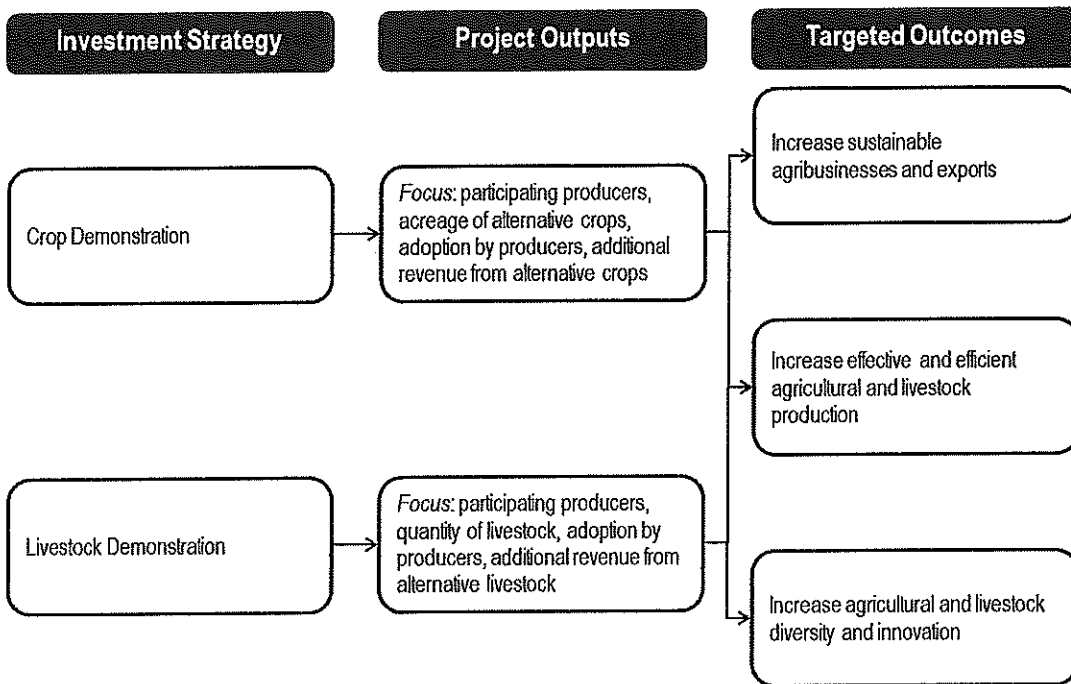 Investment Strategy
Project Outputs
Targeted Outcomes
Crop Demonstration
Focus: participating producers,
acreage of alternative crops,
adoption by producers, additional
revenue from alternative crops
Increase sustainable
agribusinesses and exports
Increase effective and efficient
agricultural and livestock
production
Livestock Demonstration
Focus: participating producers,
quantity of livestock, adoption by
producers, additional revenue from
alternative livestock
Increase agricultural and livestock
diversity and innovation